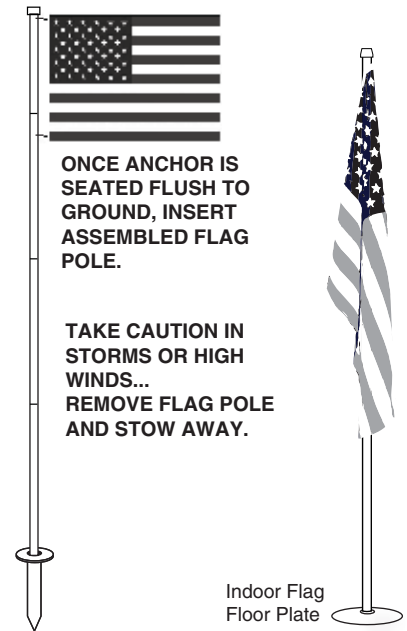 ONCE ANCHOR IS
SEATED FLUSH TO
GROUND, INSERT
ASSEMBLED FLAG
POLE.
TAKE CAUTION IN
STORMS OR HIGH
WINDS...
REMOVE FLAG POLE
AND STOW AWAY.
Indoor Flag
Floor Plate